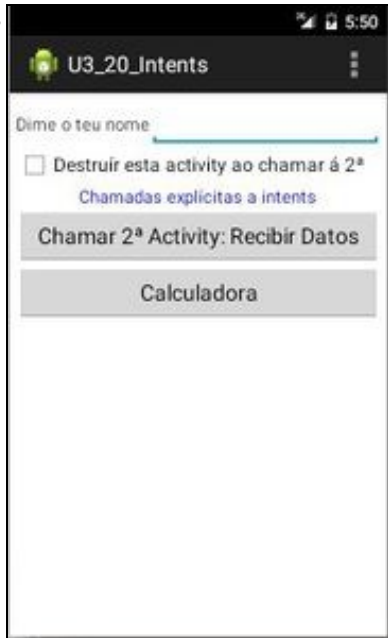 5:50
U3_20_Intents
Dime o teu nome
Destruír esta activity ao chamar á 2ª
Chamadas explícitas a intents
Chamar 2ª Activity: Recibir Datos
Calculadora